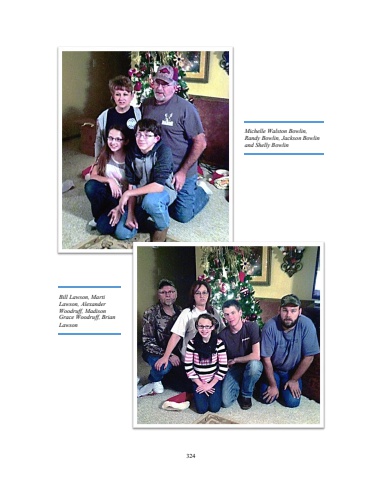 Michelle Walston Bowlin,
Randy Bowlin, Jackson Bowlin
and Shelly Bowlin
Bill Lawson, Marti
Lawson, Alexander
Woodruff, Madison
Grace Woodruff, Brian
Lawson
324